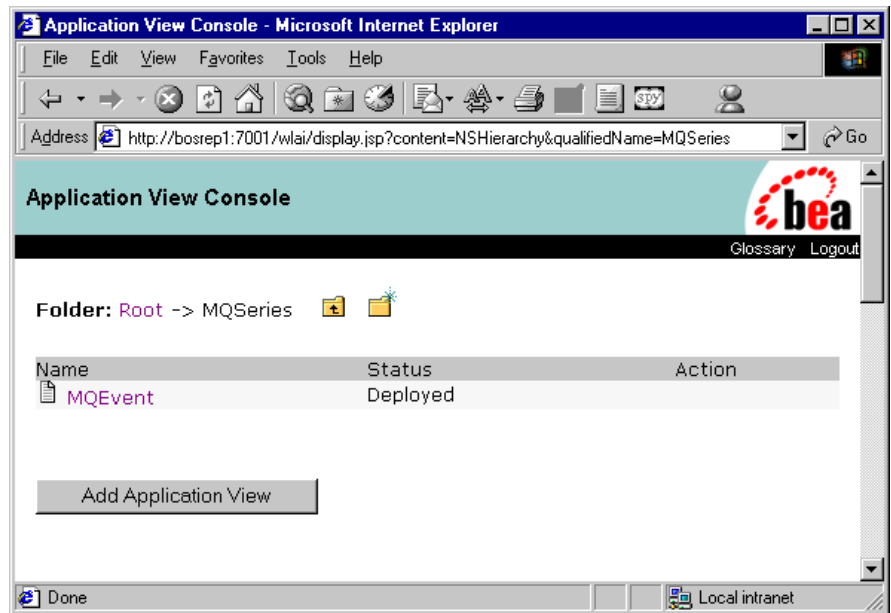 Application View Console - Microsoft Internet Explorer
File Edit View Favorites Tools Help
SPY
Address http://bosrep1:7001/wlai/display.jsp?content=NSHierarchy&qualifiedName=MQSeries Go
Application View Console
bea
Glossary Logout
Folder: Root -> MQSeries
Name Status Action
MQEvent Deployed
Add Application View
Done Local intranet